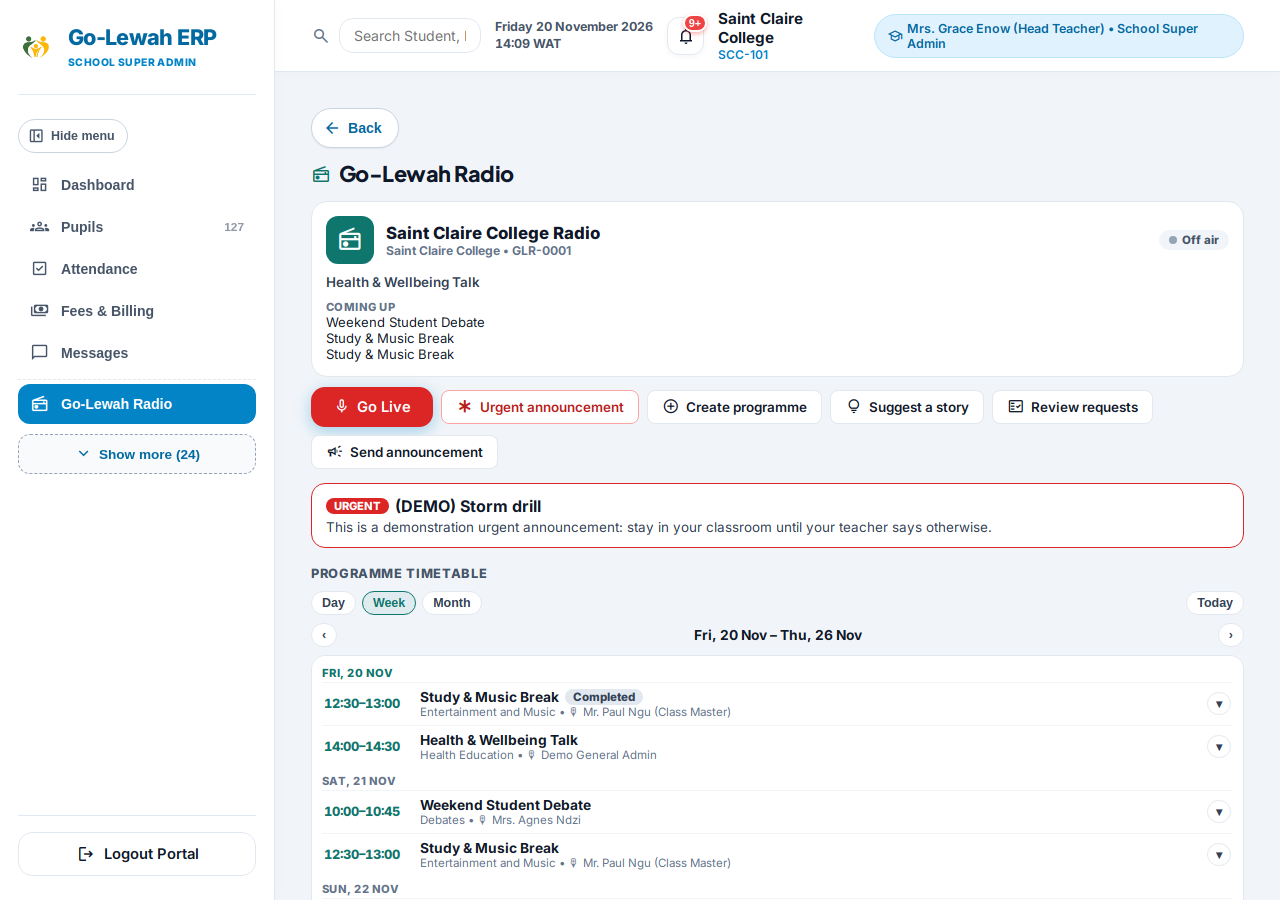 Go-Lewah ERP
SCHOOL SUPER ADMIN
Hide menu
Dashboard
Pupils 127
Attendance
Fees & Billing
Messages
Go-Lewah Radio
Show more (24)
Logout Portal
Search Student, I
Friday 20 November 2026
14:09 WAT
9+
Saint Claire College
SCC-101
Mrs. Grace Enow (Head Teacher) • School Super Admin
Back
Go-Lewah Radio
Saint Claire College Radio
Saint Claire College • GLR-0001
Off air
Health & Wellbeing Talk
COMING UP
Weekend Student Debate
Study & Music Break
Study & Music Break
Go Live
Urgent announcement
Create programme
Suggest a story
Review requests
Send announcement
URGENT (DEMO) Storm drill
This is a demonstration urgent announcement: stay in your classroom until your teacher says otherwise.
PROGRAMME TIMETABLE
Day Week Month Today
‹ Fri, 20 Nov – Thu, 26 Nov ›
FRI, 20 NOV
12:30–13:00 Study & Music Break Completed
Entertainment and Music • 🎙 Mr. Paul Ngu (Class Master)
14:00–14:30 Health & Wellbeing Talk
Health Education • 🎙 Demo General Admin
SAT, 21 NOV
10:00–10:45 Weekend Student Debate
Debates • 🎙 Mrs. Agnes Ndzi
12:30–13:00 Study & Music Break
Entertainment and Music • 🎙 Mr. Paul Ngu (Class Master)
SUN, 22 NOV